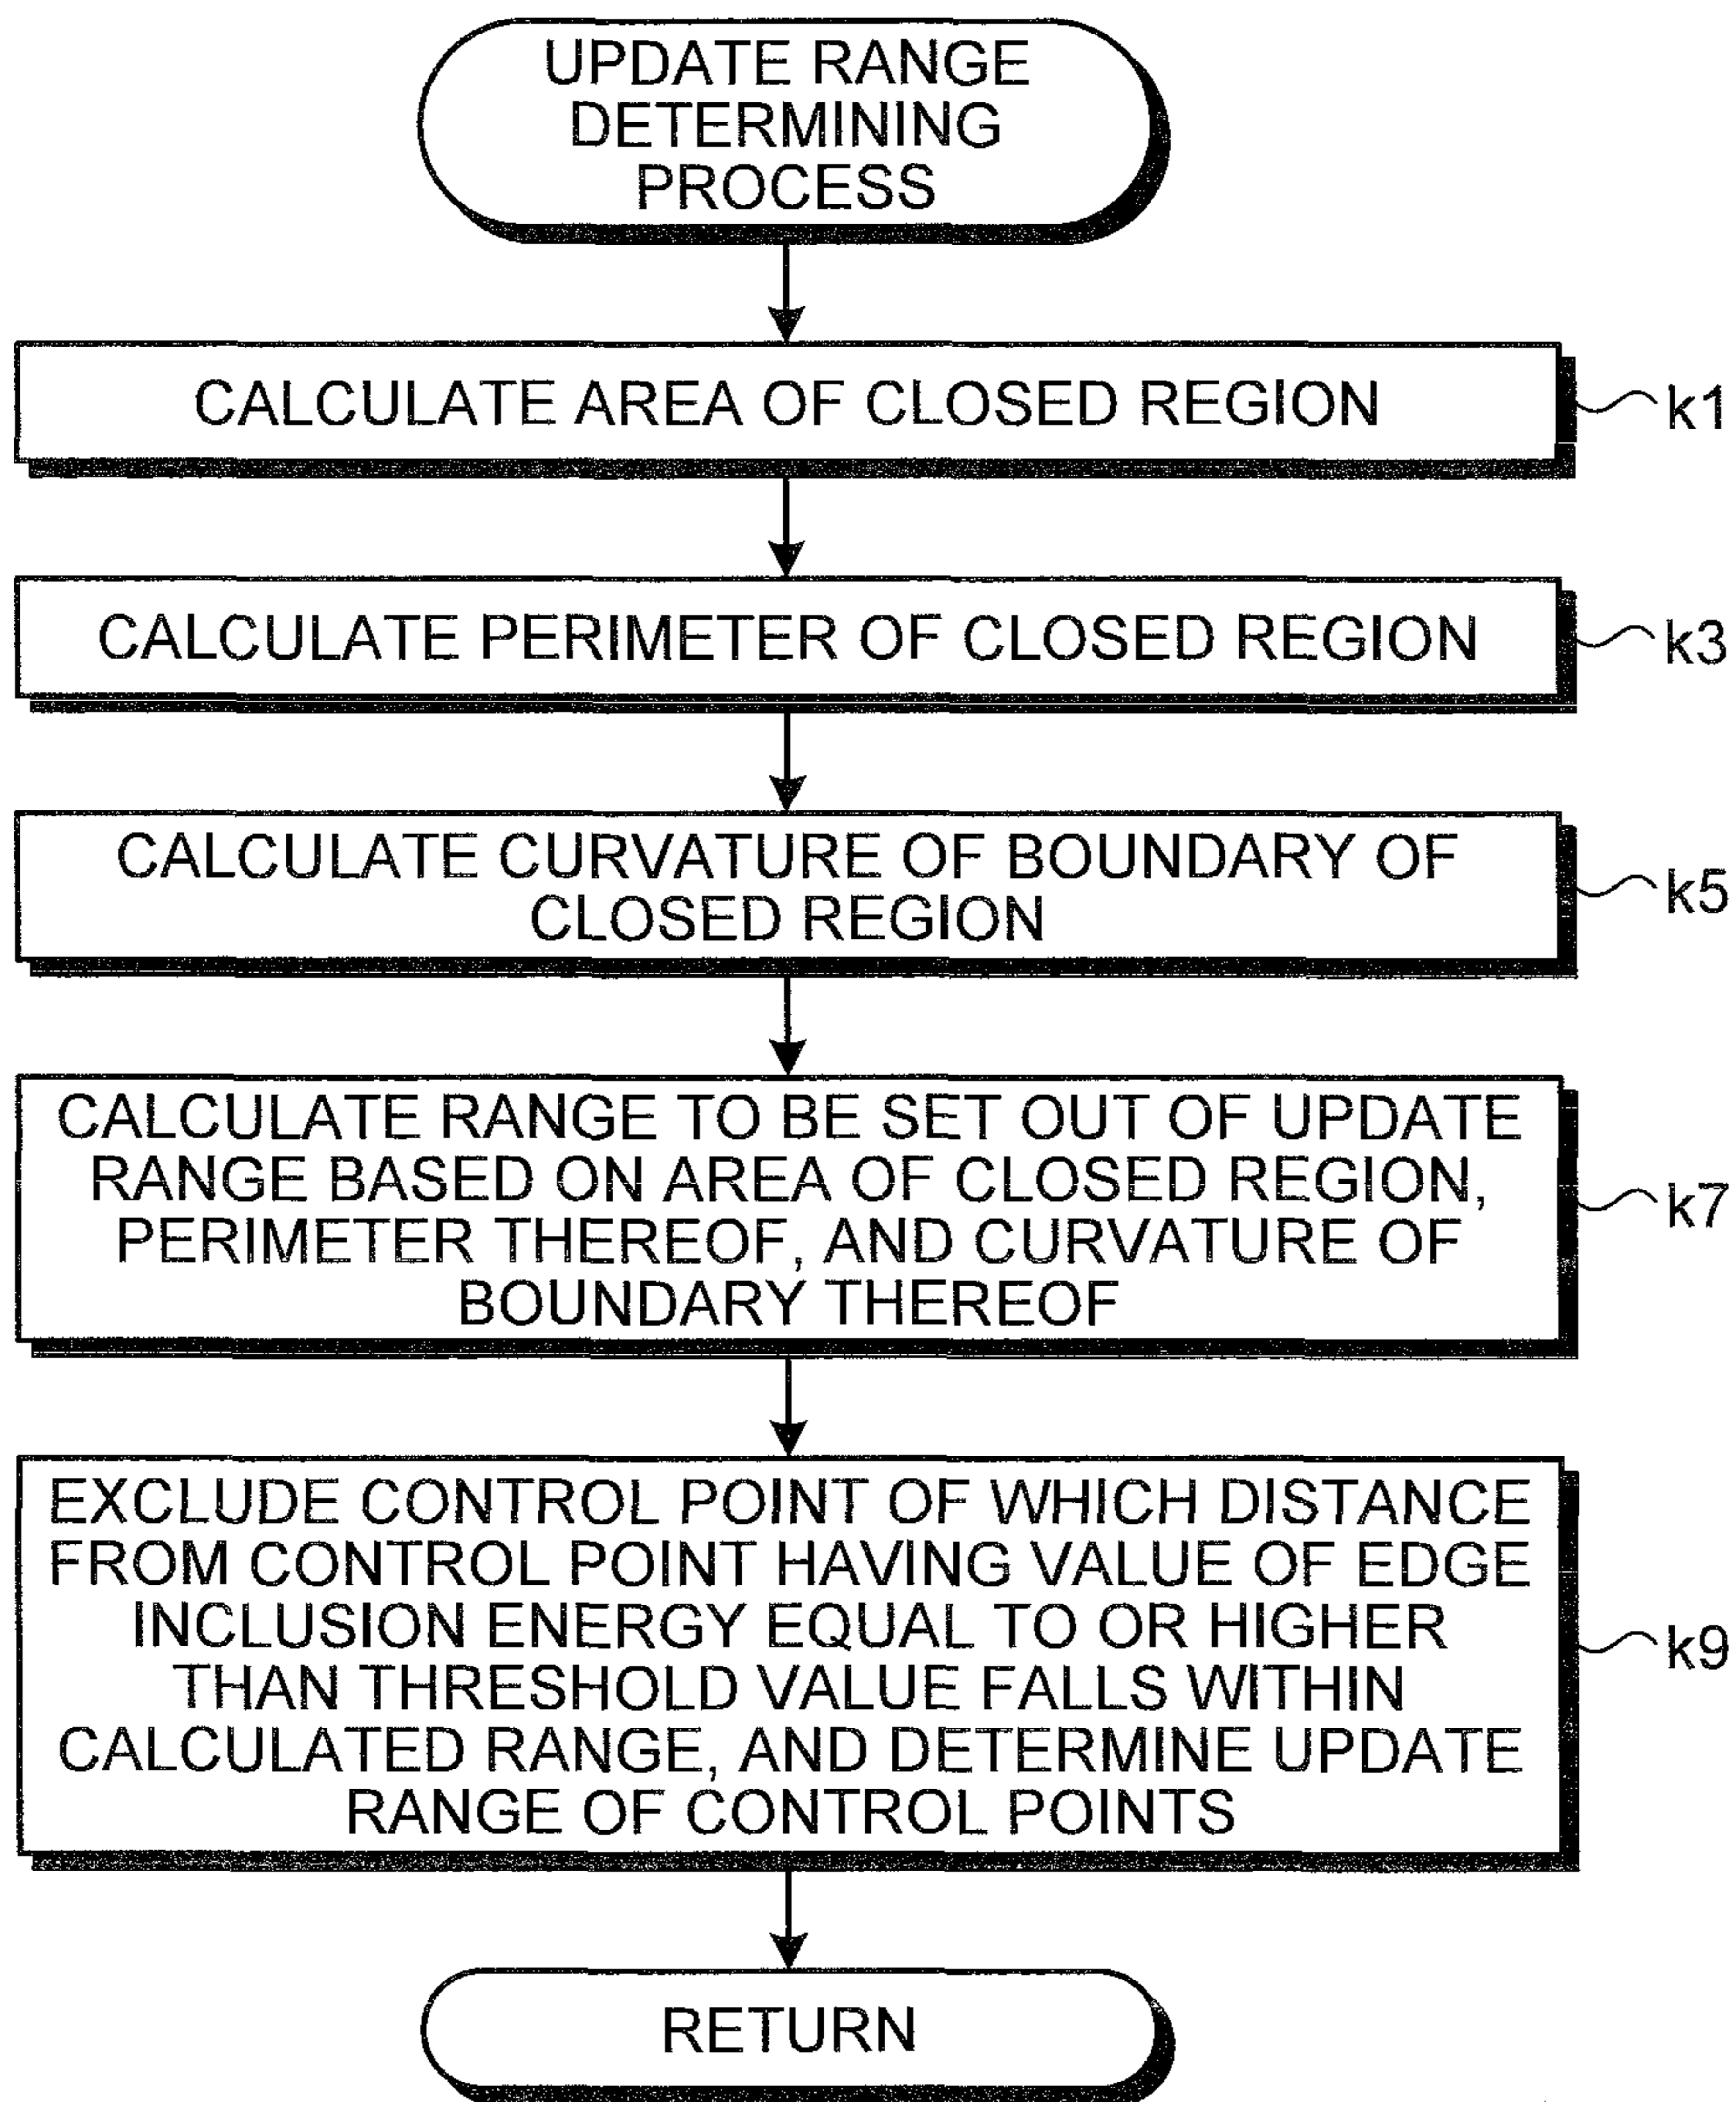 UPDATE RANGE
DETERMINING
PROCESS
CALCULATE AREA OF CLOSED REGION
k1
CALCULATE PERIMETER OF CLOSED REGION
k3
CALCULATE CURVATURE OF BOUNDARY OF
CLOSED REGION
k5
CALCULATE RANGE TO BE SET OUT OF UPDATE
RANGE BASED ON AREA OF CLOSED REGION,
PERIMETER THEREOF, AND CURVATURE OF
BOUNDARY THEREOF
k7
EXCLUDE CONTROL POINT OF WHICH DISTANCE
FROM CONTROL POINT HAVING VALUE OF EDGE
INCLUSION ENERGY EQUAL TO OR HIGHER
THAN THRESHOLD VALUE FALLS WITHIN
CALCULATED RANGE, AND DETERMINE UPDATE
RANGE OF CONTROL POINTS
k9
RETURN